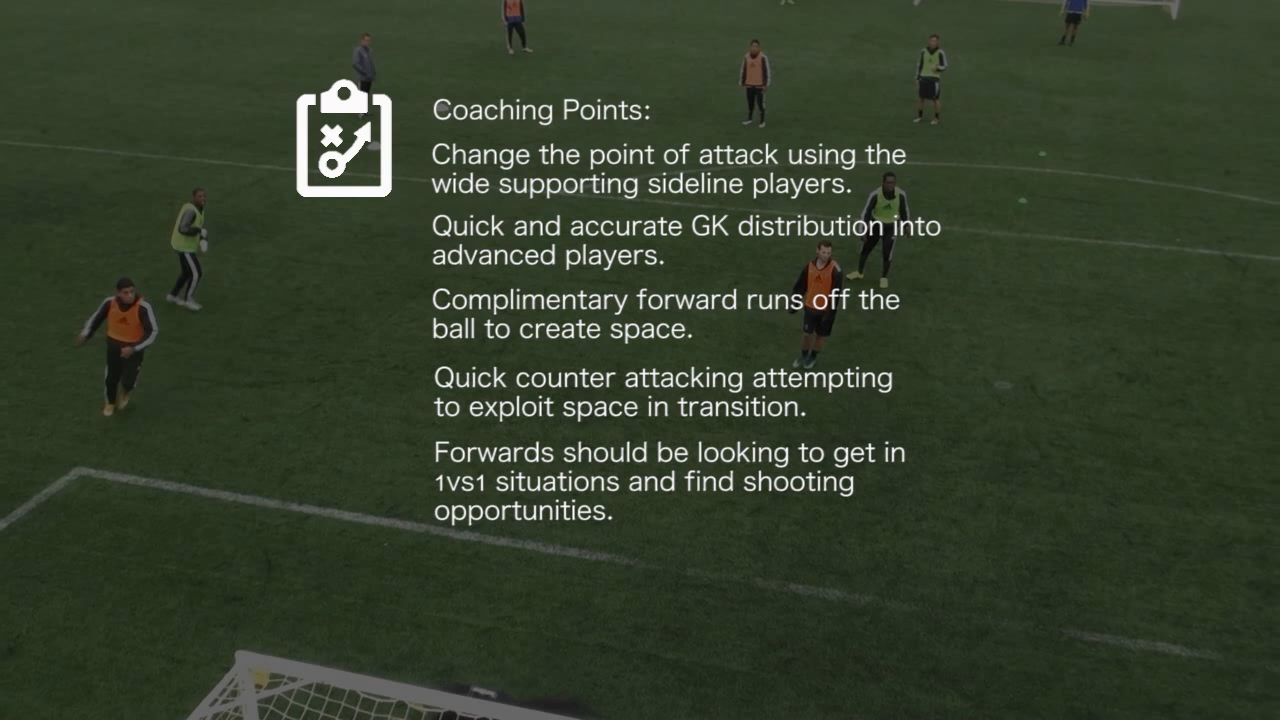 Coaching Points:
Change the point of attack using the
wide supporting sideline players.
Quick and accurate GK distribution into
advanced players.
Complimentary forward runs off the
ball to create space.
Quick counter attacking attempting
to exploit space in transition.
Forwards should be looking to get in
1vs1 situations and find shooting
opportunities.